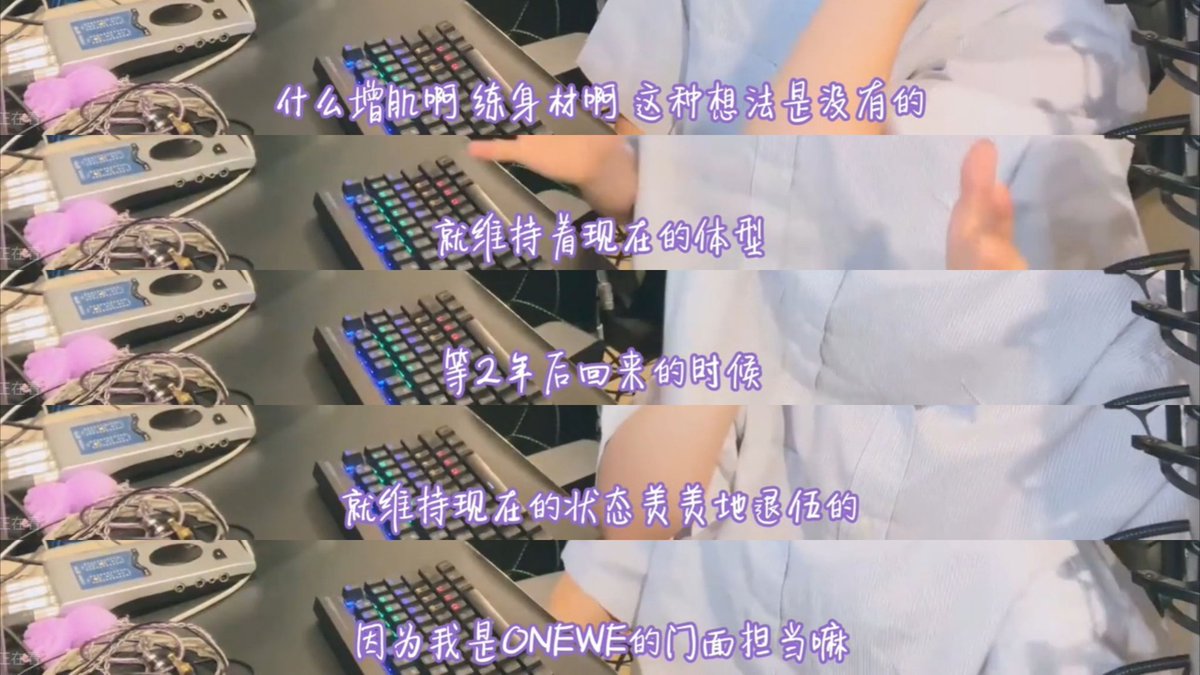 什么增肌啊 练身材啊 这种想法是没有的
就维持着现在的体型
等2年后回来的时候
就维持现在的状态美美地退伍的
因为我是ONEWE的门面担当嘛